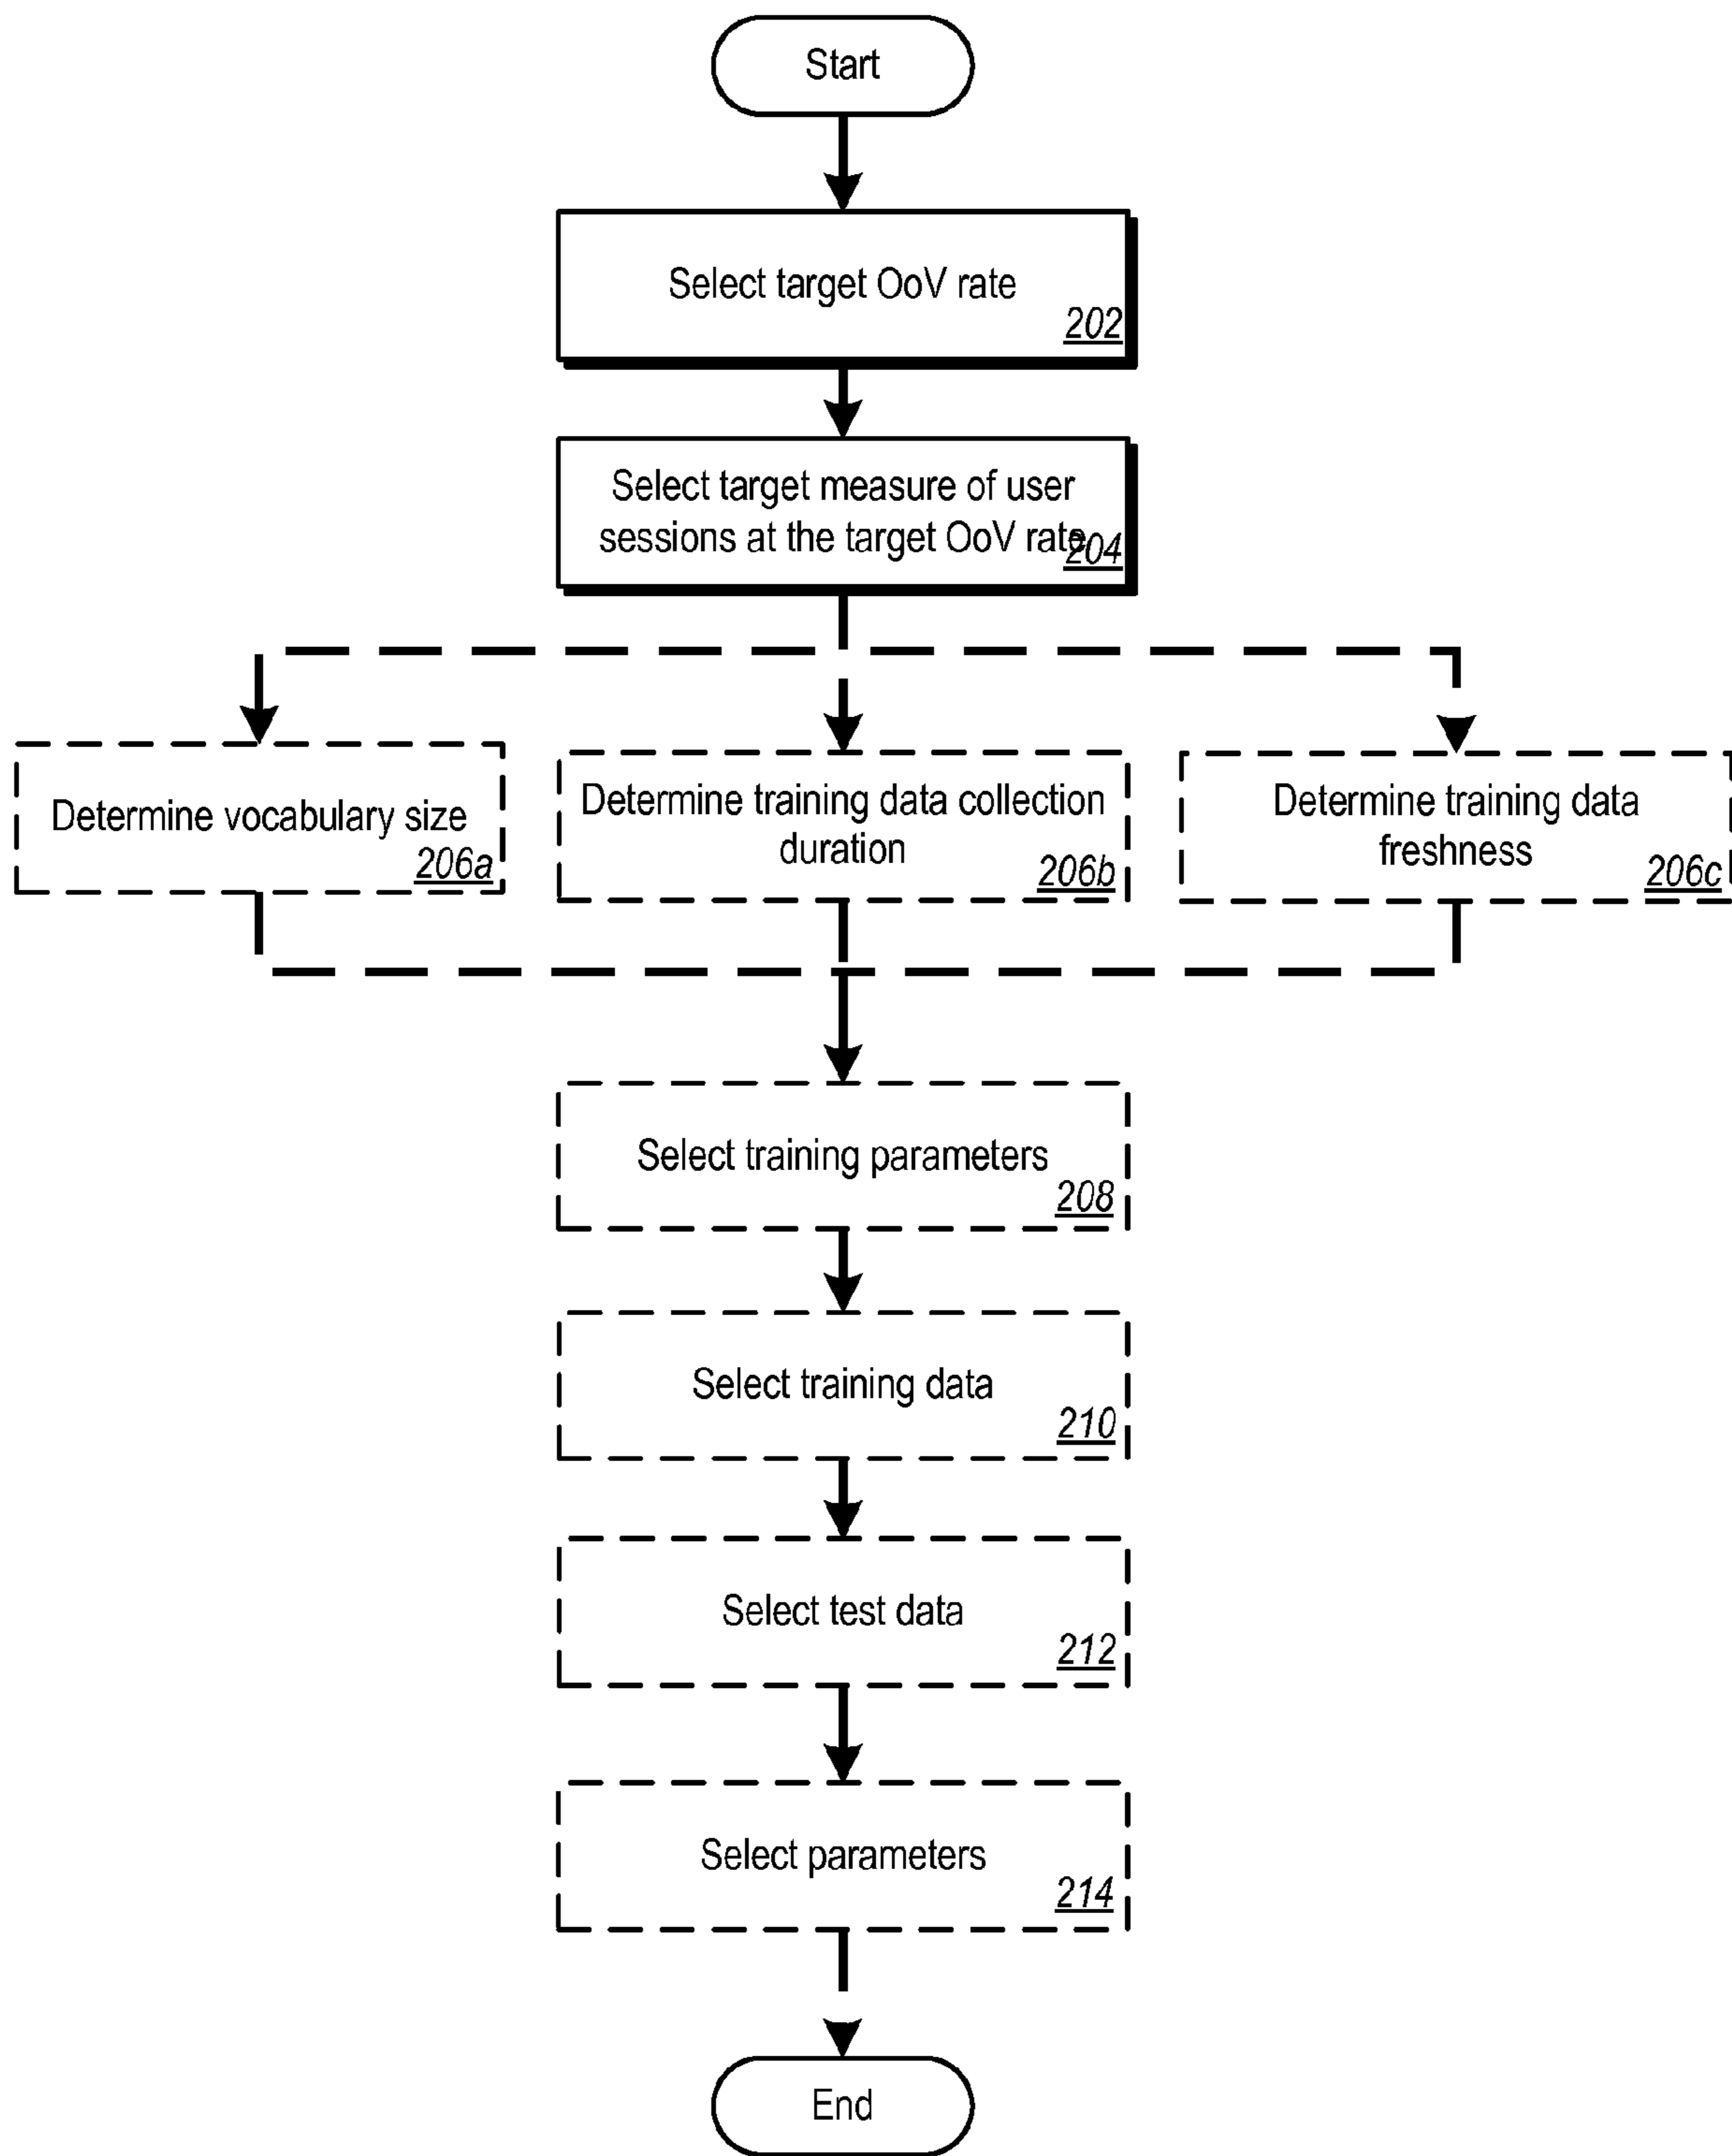 Start
Select target OoV rate
202
Select target measure of user
sessions at the target OoV rate
204
Determine vocabulary size
206a
Determine training data collection
duration
206b
Determine training data
freshness
206c
Select training parameters
208
Select training data
210
Select test data
212
Select parameters
214
End